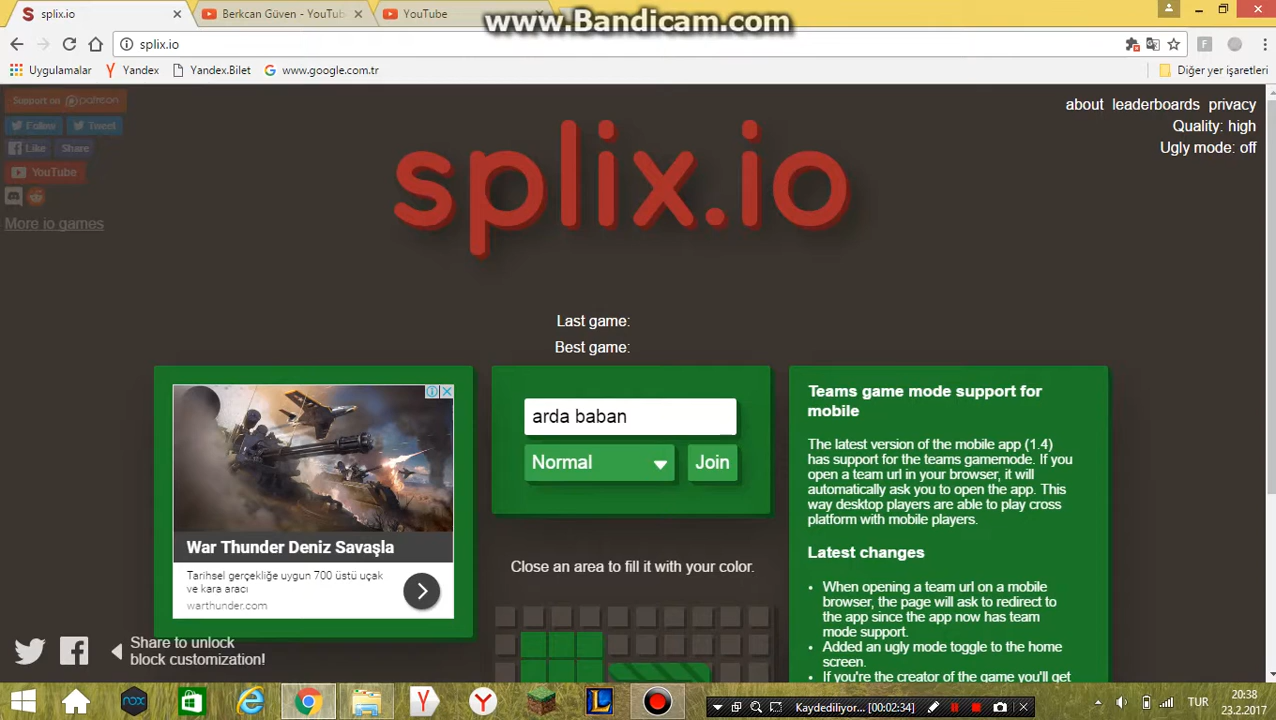 www.Bandicam.com
splix.io
Berkcan Güven - YouTub
YouTube
splix.io
Uygulamalar
Yandex
Yandex.Bilet
www.google.com.tr
Diğer yer işaretleri
Support on patreon
Follow
Tweet
Like
Share
YouTube
More io games
about leaderboards privacy
Quality: high
Ugly mode: off
splix.io
Last game:
Best game:
arda baban
Normal
Join
War Thunder Deniz Savaşla
Tarihsel gerçekliğe uygun 700 üstü uçak
ve kara aracı
warthunder.com
Close an area to fill it with your color.
Teams game mode support for
mobile
The latest version of the mobile app (1.4)
has support for the teams gamemode. If you
open a team url in your browser, it will
automatically ask you to open the app. This
way desktop players are able to play cross
platform with mobile players.
Latest changes
When opening a team url on a mobile
browser, the page will ask to redirect to
the app since the app now has team
mode support.
Added an ugly mode toggle to the home
screen.
If you're the creator of the game you'll get
Share to unlock
block customization!
nox
Kaydediliyor... [00:02:34]
TUR
20:38
23.2.2017